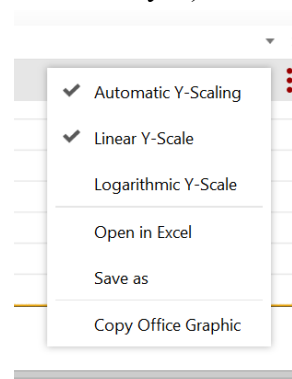 Automatic Y-Scaling
Linear Y-Scale
Logarithmic Y-Scale
Open in Excel
Save as
Copy Office Graphic